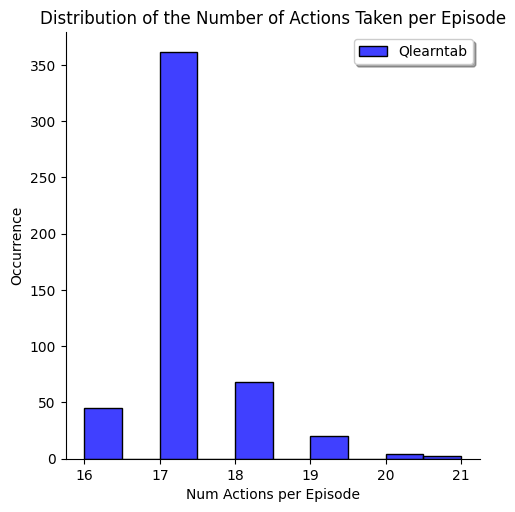 Distribution of the Number of Actions Taken per Episode
Qlearntab
350
300
250
200
150
100
50
0
Occurrence
16 17 18 19 20 21
Num Actions per Episode